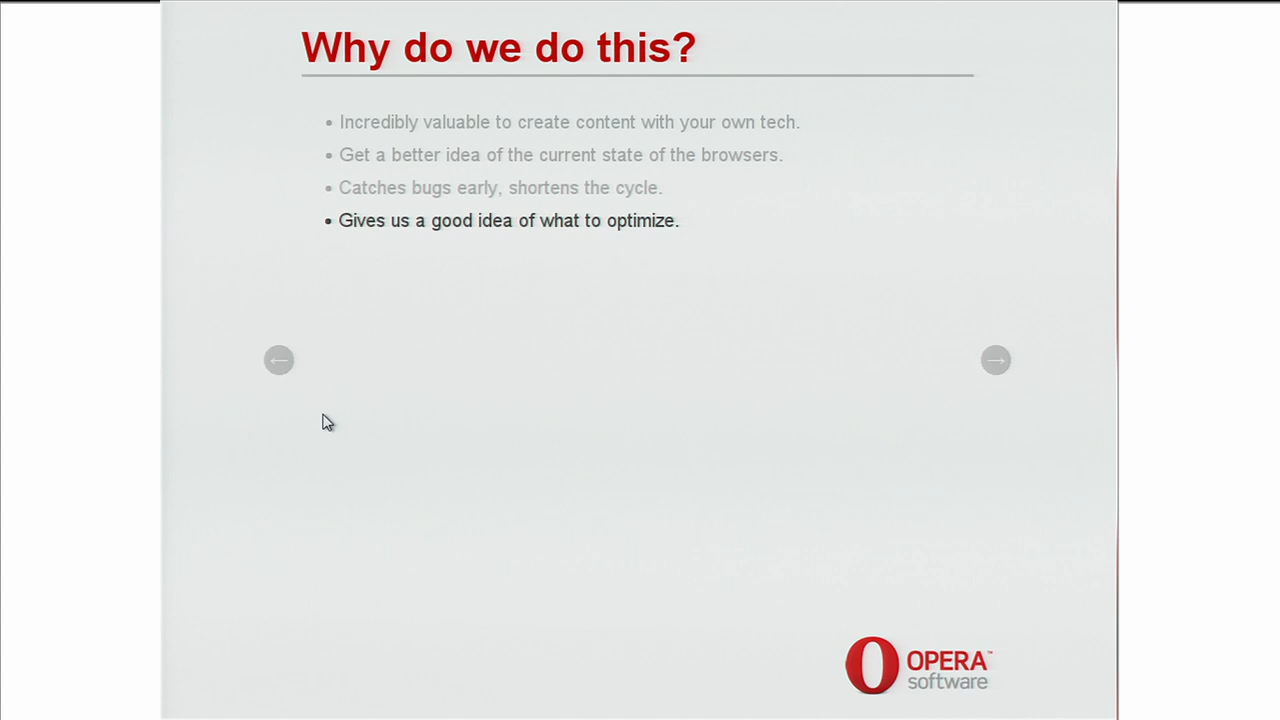 Why do we do this?
• Incredibly valuable to create content with your own tech.
• Get a better idea of the current state of the browsers.
• Catches bugs early, shortens the cycle.
• Gives us a good idea of what to optimize.
← →
OPERA™
software